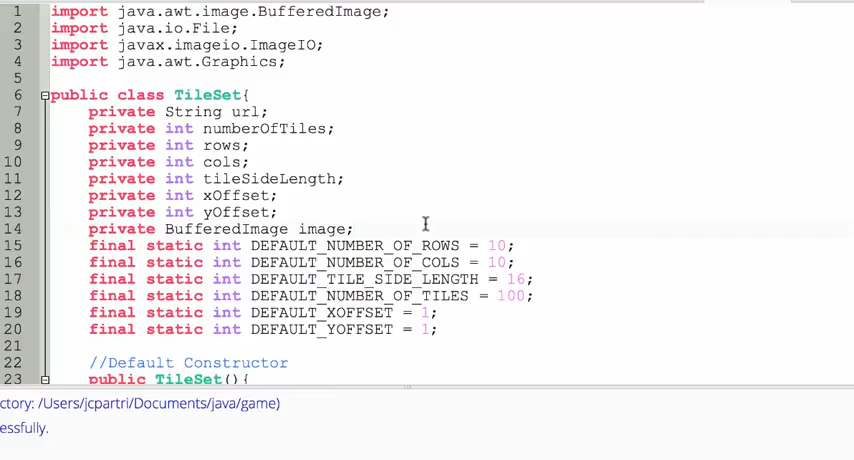 1 import java.awt.image.BufferedImage;
2 import java.io.File;
3 import javax.imageio.ImageIO;
4 import java.awt.Graphics;
5
6 public class TileSet{
7 private String url;
8 private int numberOfTiles;
9 private int rows;
10 private int cols;
11 private int tileSideLength;
12 private int xOffset;
13 private int yOffset;
14 private BufferedImage image;
15 final static int DEFAULT_NUMBER_OF_ROWS = 10;
16 final static int DEFAULT_NUMBER_OF_COLS = 10;
17 final static int DEFAULT_TILE_SIDE_LENGTH = 16;
18 final static int DEFAULT_NUMBER_OF_TILES = 100;
19 final static int DEFAULT_XOFFSET = 1;
20 final static int DEFAULT_YOFFSET = 1;
21
22 //Default Constructor
23 public TileSet(){
ctory: /Users/jcpartri/Documents/java/game)
essfully.